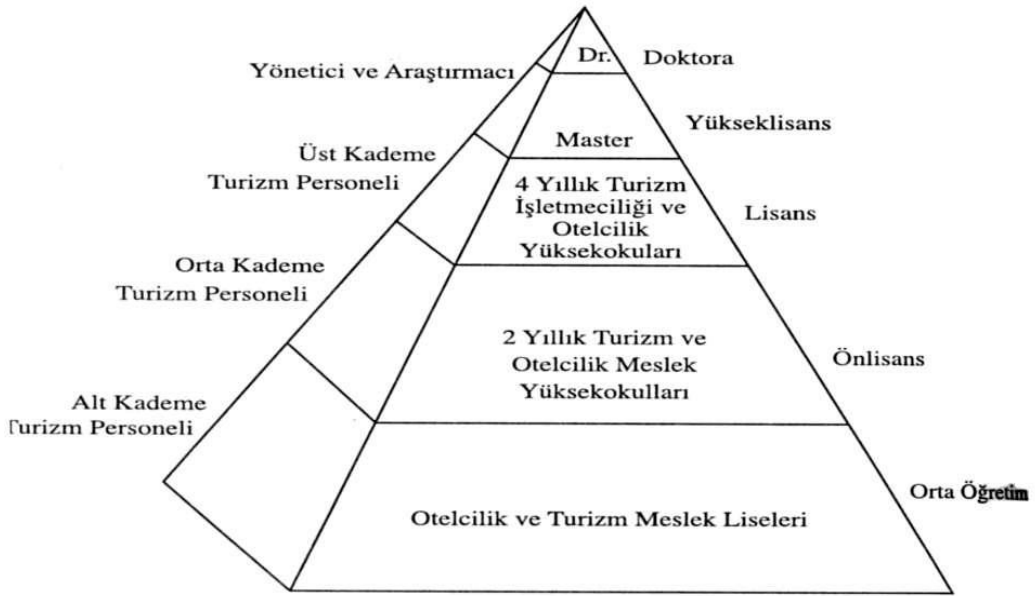 Dr.
Doktora
Yönetici ve Araştırmacı
Yükseklisans
Master
Üst Kademe
Turizm Personeli
4 Yıllık Turizm
İşletmeciliği ve
Otelcilik
Yüksekokuları
Lisans
Orta Kademe
Turizm Personeli
2 Yıllık Turizm ve
Otelcilik Meslek
Yüksekokulları
Önlisans
Alt Kademe
Turizm Personeli
Orta Öğretim
Otelcilik ve Turizm Meslek Liseleri